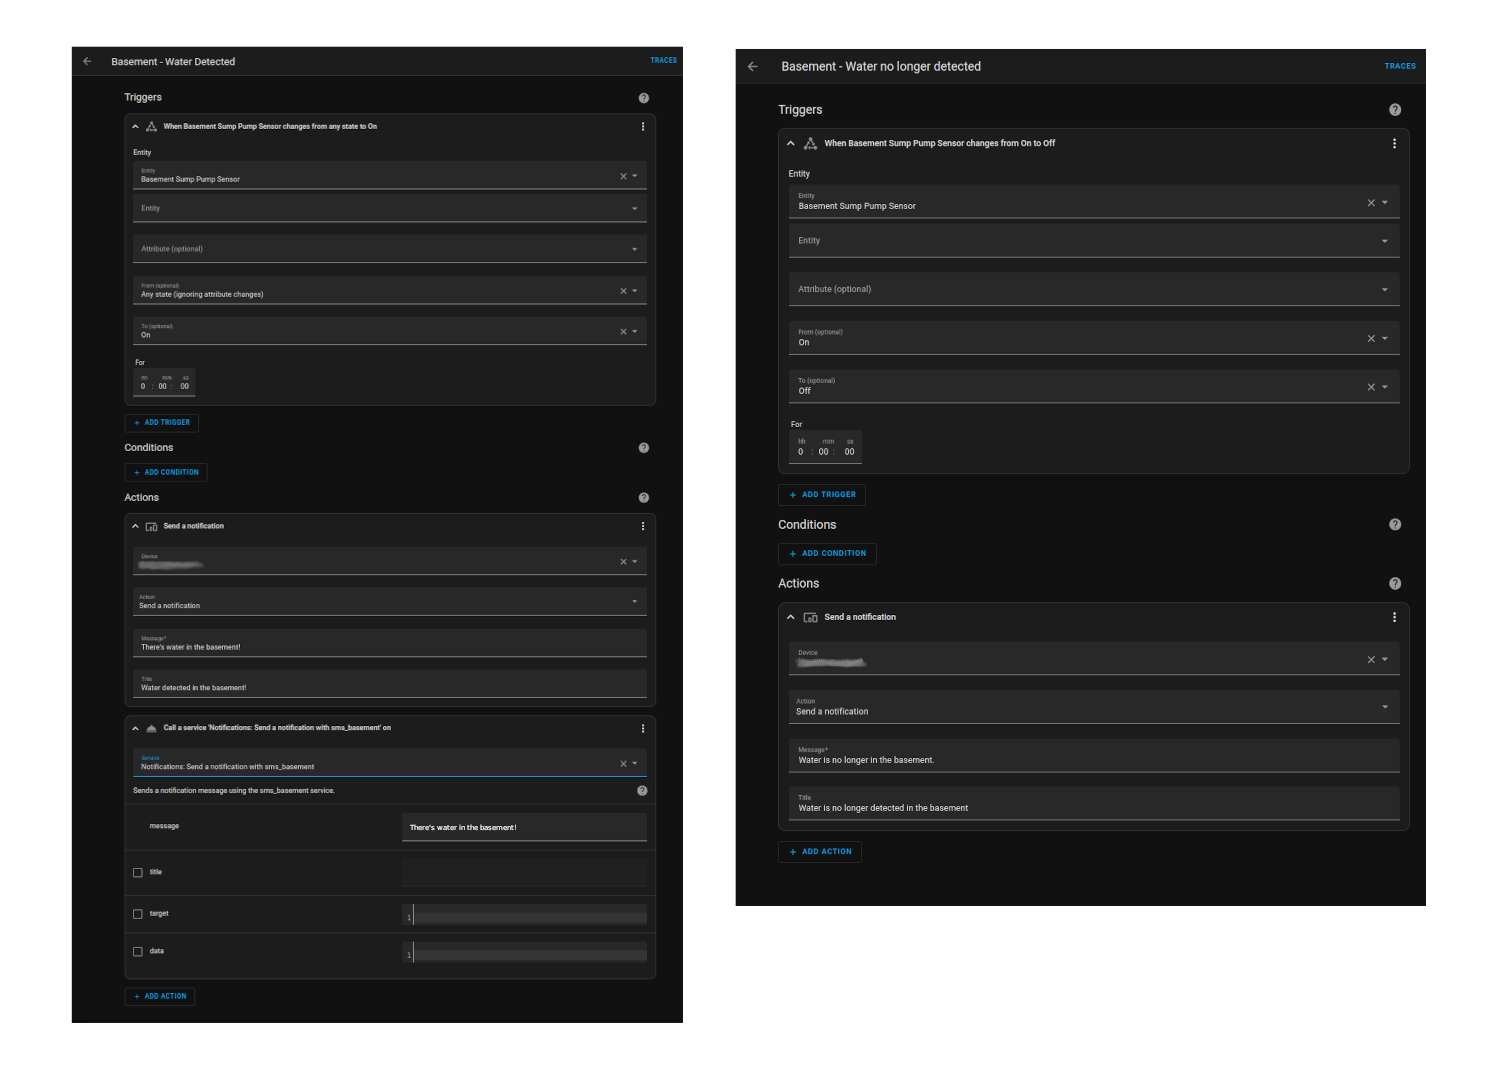 Basement - Water Detected
TRACES
Triggers
When Basement Sump Pump Sensor changes from any state to On
Entity
Entity
Basement Sump Pump Sensor
Entity
Attribute (optional)
From (optional)
Any state (ignoring attribute changes)
To (optional)
On
For
hh mm ss
0 : 00 : 00
+ ADD TRIGGER
Conditions
+ ADD CONDITION
Actions
Send a notification
Device
Action
Send a notification
Message*
There's water in the basement!
Title
Water detected in the basement!
Call a service 'Notifications: Send a notification with sms_basement' on
Service
Notifications: Send a notification with sms_basement
Sends a notification message using the sms_basement service.
message There's water in the basement!
title
target 1
data 1
+ ADD ACTION
Basement - Water no longer detected
TRACES
Triggers
When Basement Sump Pump Sensor changes from On to Off
Entity
Entity
Basement Sump Pump Sensor
Entity
Attribute (optional)
From (optional)
On
To (optional)
Off
For
hh mm ss
0 : 00 : 00
+ ADD TRIGGER
Conditions
+ ADD CONDITION
Actions
Send a notification
Device
Action
Send a notification
Message*
Water is no longer in the basement.
Title
Water is no longer detected in the basement
+ ADD ACTION